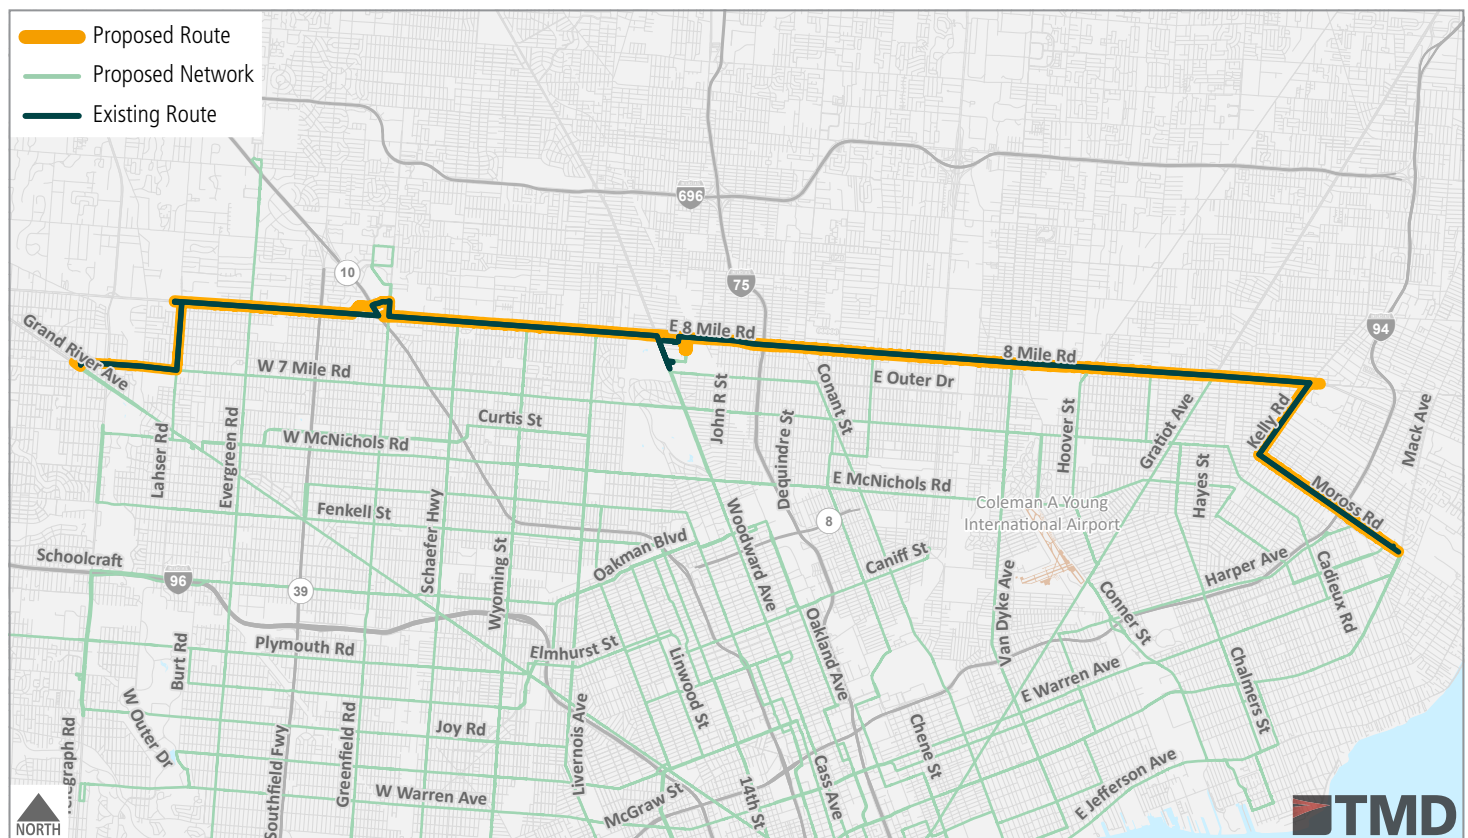 Proposed Route
Proposed Network
Existing Route
696
10
75
94
E 8 Mile Rd
8 Mile Rd
Grand River Ave
W 7 Mile Rd
E Outer Dr
Kelly Rd
Mack Ave
Curtis St
John R St
Conant St
Gratiot Ave
Hoover St
Lahser Rd
Evergreen Rd
W McNichols Rd
Dequindre St
E McNichols Rd
Hayes St
Moross Rd
Coleman A Young
International Airport
Fenkell St
Schaefer Hwy
Woodward Ave
8
Schoolcraft
96
39
Wyoming St
Oakman Blvd
Caniff St
Van Dyke Ave
Conner St
Harper Ave
Cadieux Rd
Burt Rd
Plymouth Rd
Elmhurst St
Linwood St
Oakland Ave
E Warren Ave
Chalmers St
W Outer Dr
Joy Rd
Livernois Ave
Chene St
Southfield Fwy
Greenfield Rd
W Warren Ave
McGraw St
14th St
Cass Ave
E Jefferson Ave
NORTH
TMD